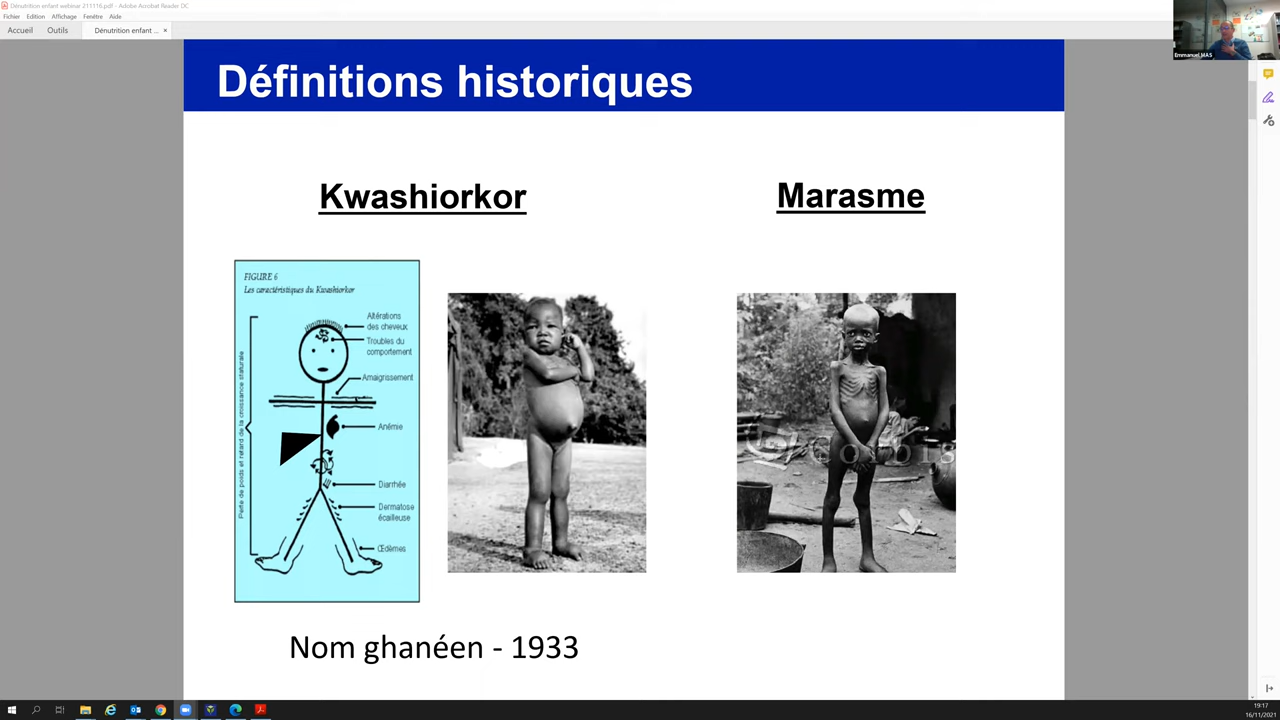 Dénutrition enfant webinar 211116.pdf - Adobe Acrobat Reader DC
Fichier Edition Affichage Fenêtre Aide
Accueil Outils Dénutrition enfant ... ×
Emmanuel MAS
Définitions historiques
Kwashiorkor
Marasme
FIGURE 6
Les caractéristiques du Kwashiorkor
Altérations
des cheveux
Troubles du
comportement
Amaigrissement
Anémie
Diarrhée
Dermatose
écailleuse
Œdèmes
Perte de poids et retard de la croissance staturale
Corbis
Nom ghanéen - 1933
19:17
16/11/2021